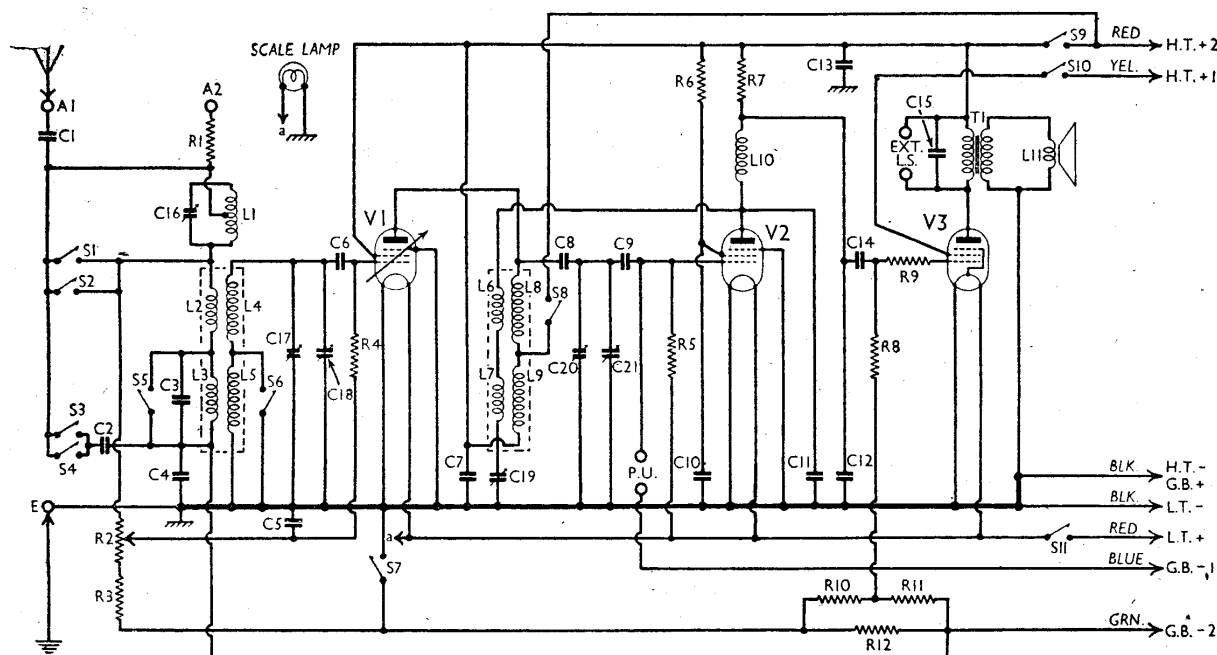 S9 RED H.T.+2
SCALE LAMP
S10 YEL. H.T.+1
C13
R6 R7
A1 A2
C15
T1
a
C1
R1
EXT.
L.S.
L11
L10
C16 L1
V1 V2 V3
S1 C6 C8 C9 C14
R9
S2
L2 L4 L6 L8 S8
C17 R4 R5 R8
C20 C21
S5 C3 L3 L5 S6 C18 L7 L9
S3
C2
S4
C4 C7 C19 P.U. C10 C11 C12
BLK. H.T.-
G.B.+
E BLK. L.T.-
C5
R2 a S11 RED L.T.+
S7 BLUE G.B.-1
R3 R10 R11
GRN. G.B.-2
R12